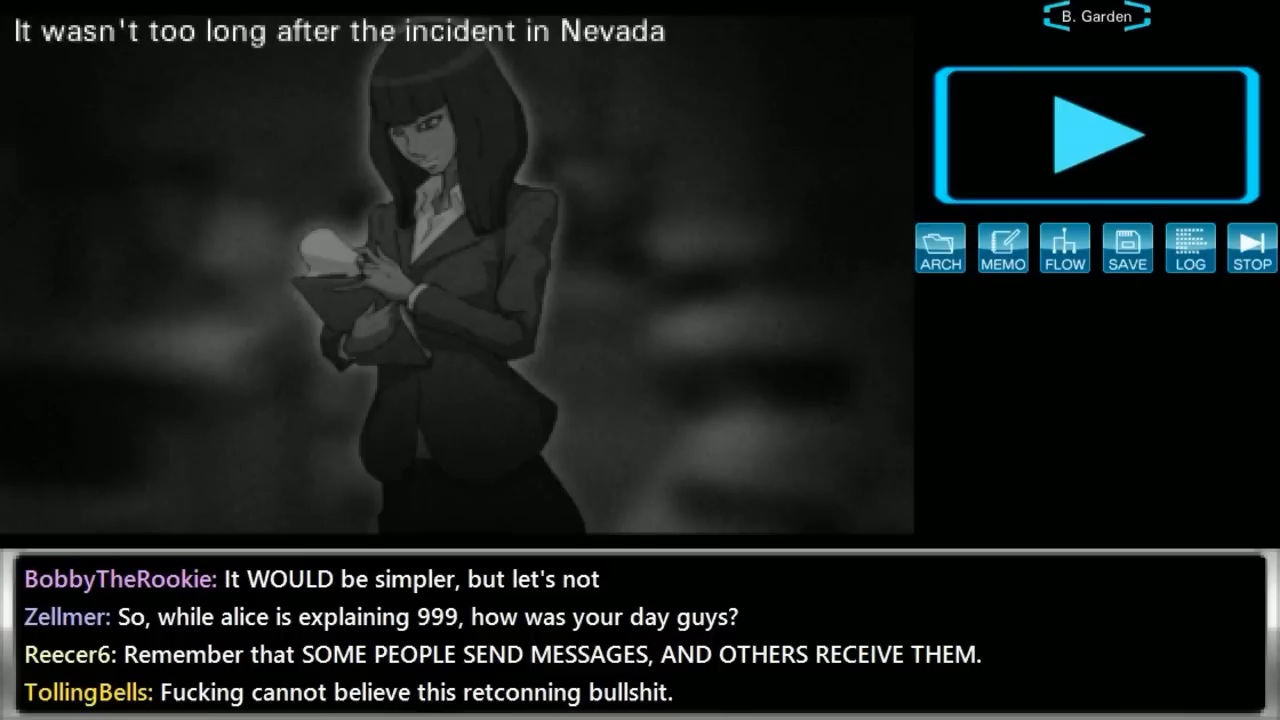 It wasn't too long after the incident in Nevada
B. Garden
ARCH MEMO FLOW SAVE LOG STOP
BobbyTheRookie: It WOULD be simpler, but let's not
Zellmer: So, while alice is explaining 999, how was your day guys?
Reecer6: Remember that SOME PEOPLE SEND MESSAGES, AND OTHERS RECEIVE THEM.
TollingBells: Fucking cannot believe this retconning bullshit.